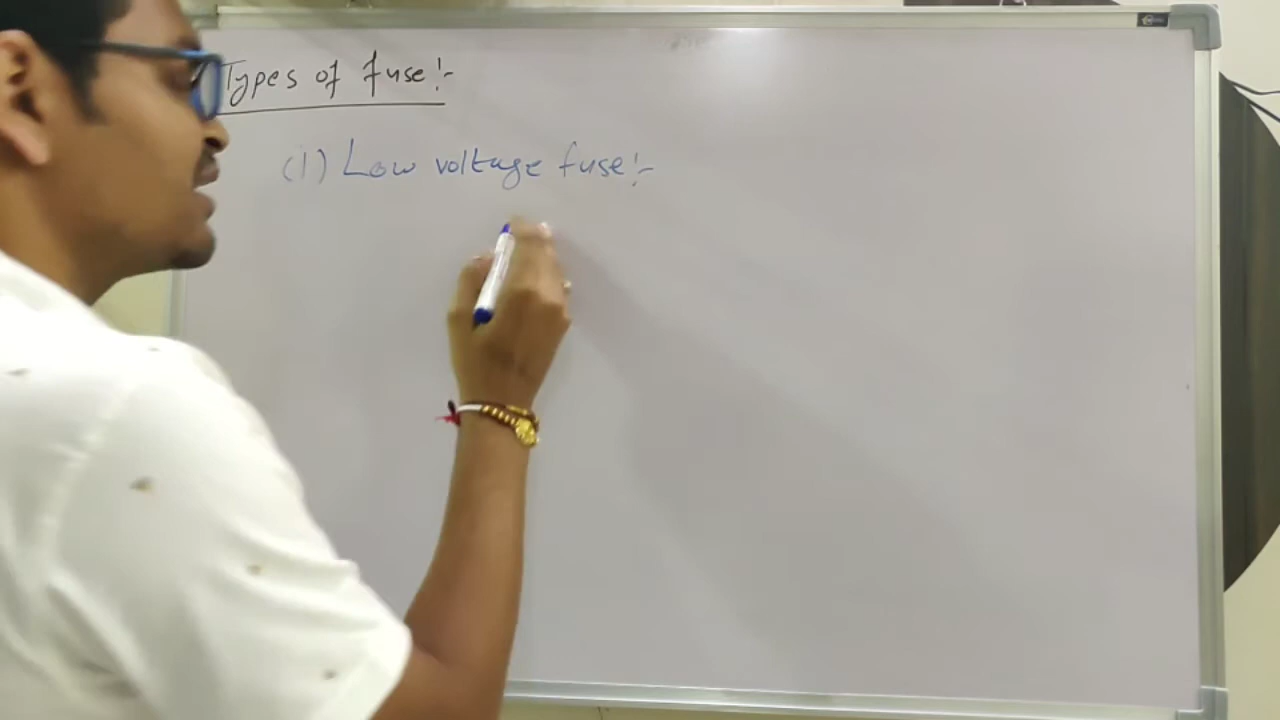 Types of fuse:-
(1) Low voltage fuse:-